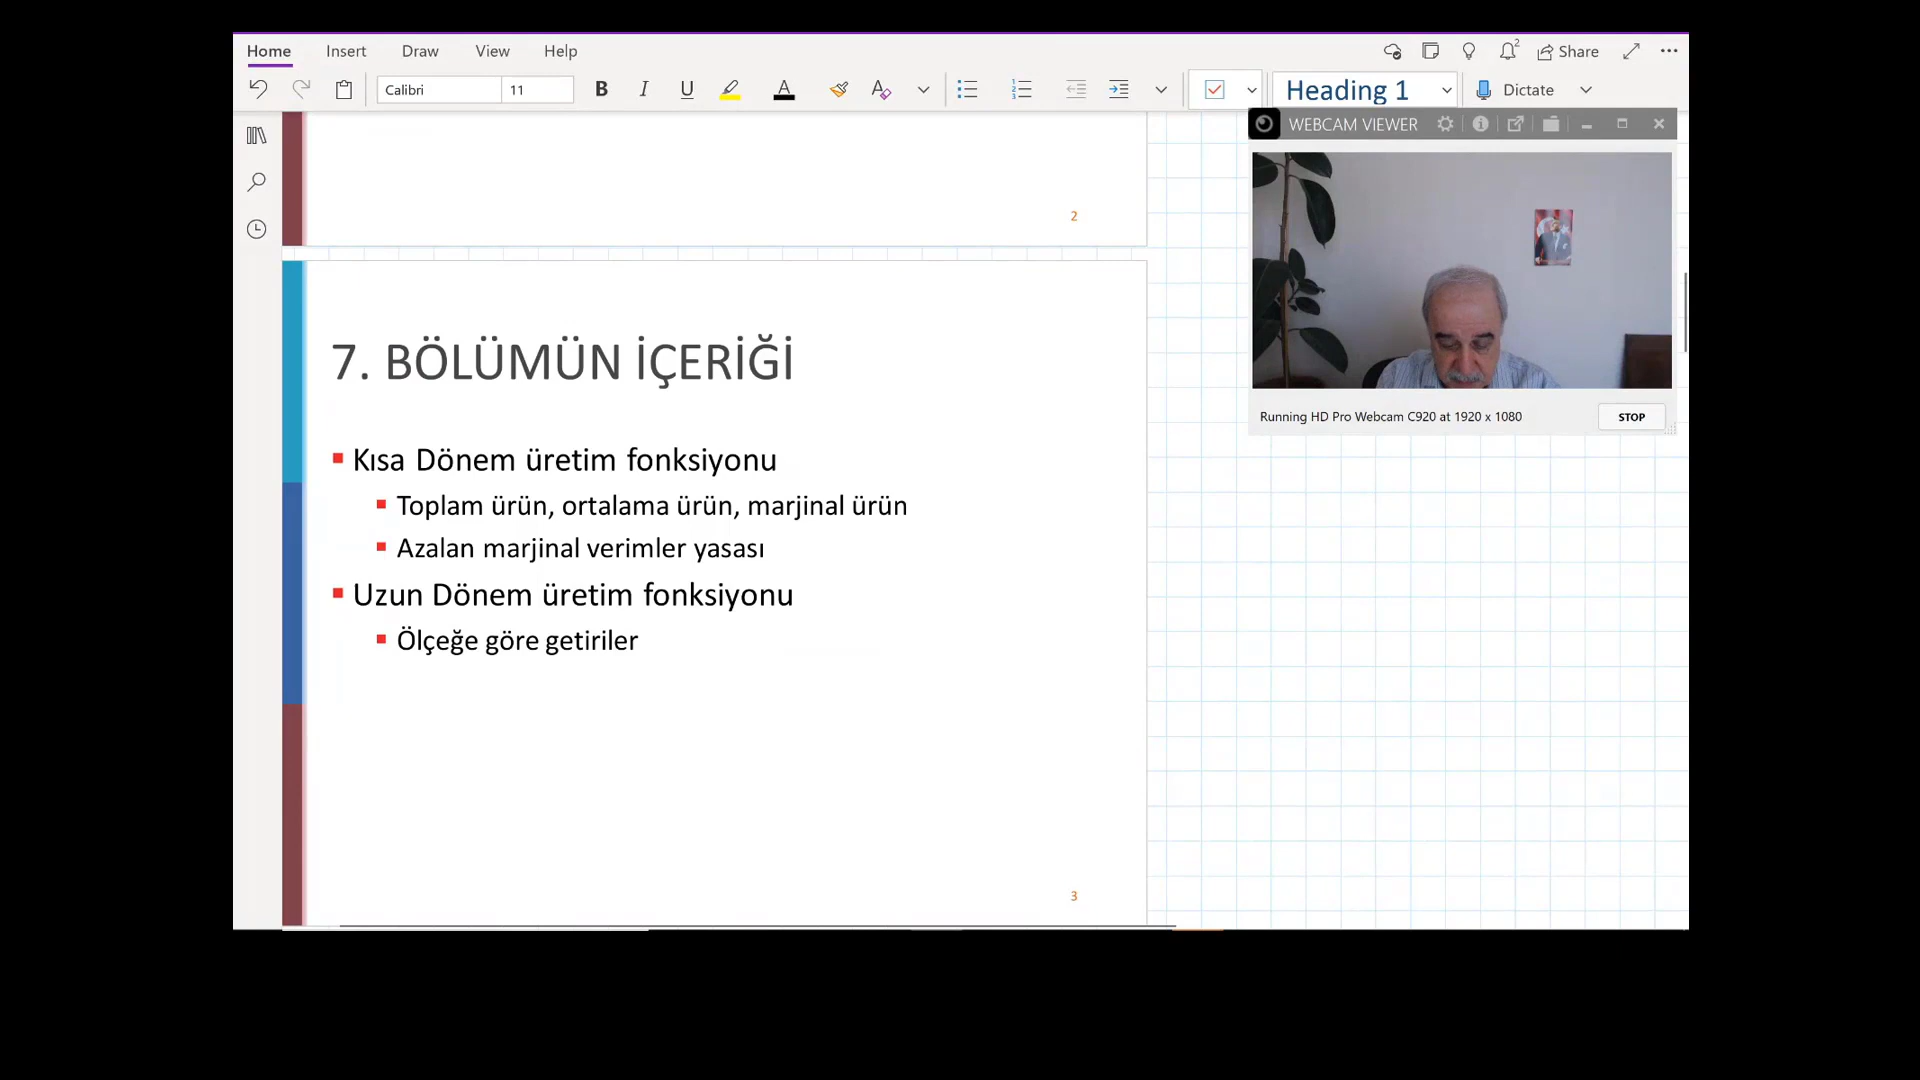 Home Insert Draw View Help
2
Share
Calibri 11 B I U A A Heading 1 Dictate
WEBCAM VIEWER
2
7. BÖLÜMÜN İÇERİĞİ
Kısa Dönem üretim fonksiyonu
Toplam ürün, ortalama ürün, marjinal ürün
Azalan marjinal verimler yasası
Uzun Dönem üretim fonksiyonu
Ölçeğe göre getiriler
3
Running HD Pro Webcam C920 at 1920 x 1080 STOP